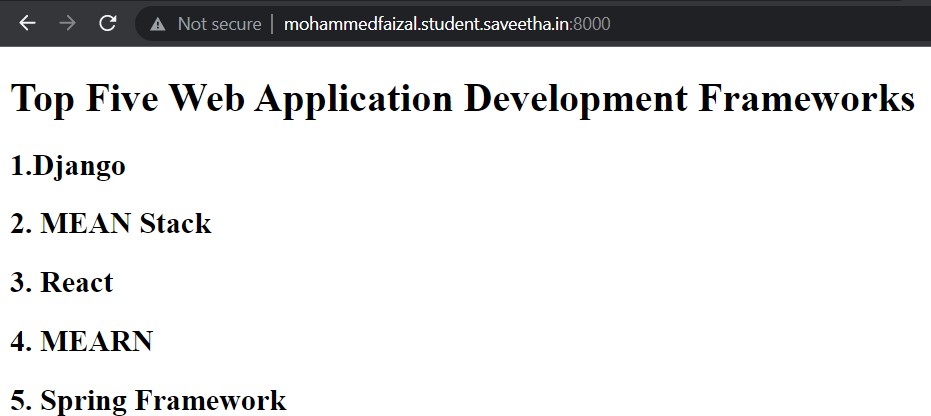 Not secure | mohammedfaizal.student.saveetha.in:8000
Top Five Web Application Development Frameworks
1.Django
2. MEAN Stack
3. React
4. MEARN
5. Spring Framework